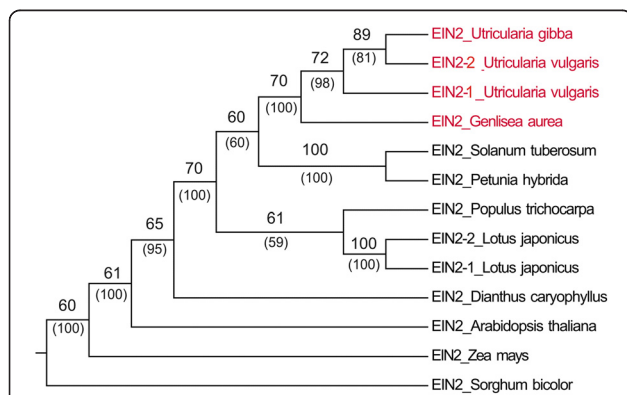 89
EIN2_Utricularia gibba
72
(81)
EIN2-2_Utricularia vulgaris
70
(98)
EIN2-1_Utricularia vulgaris
60
(100)
EIN2_Genlisea aurea
(60)
100
EIN2_Solanum tuberosum
70
(100)
EIN2_Petunia hybrida
(100)
65
61
EIN2_Populus trichocarpa
(59)
100
EIN2-2_Lotus japonicus
(95)
(100)
EIN2-1_Lotus japonicus
61
(100)
EIN2_Dianthus caryophyllus
60
(100)
EIN2_Arabidopsis thaliana
EIN2_Zea mays
EIN2_Sorghum bicolor